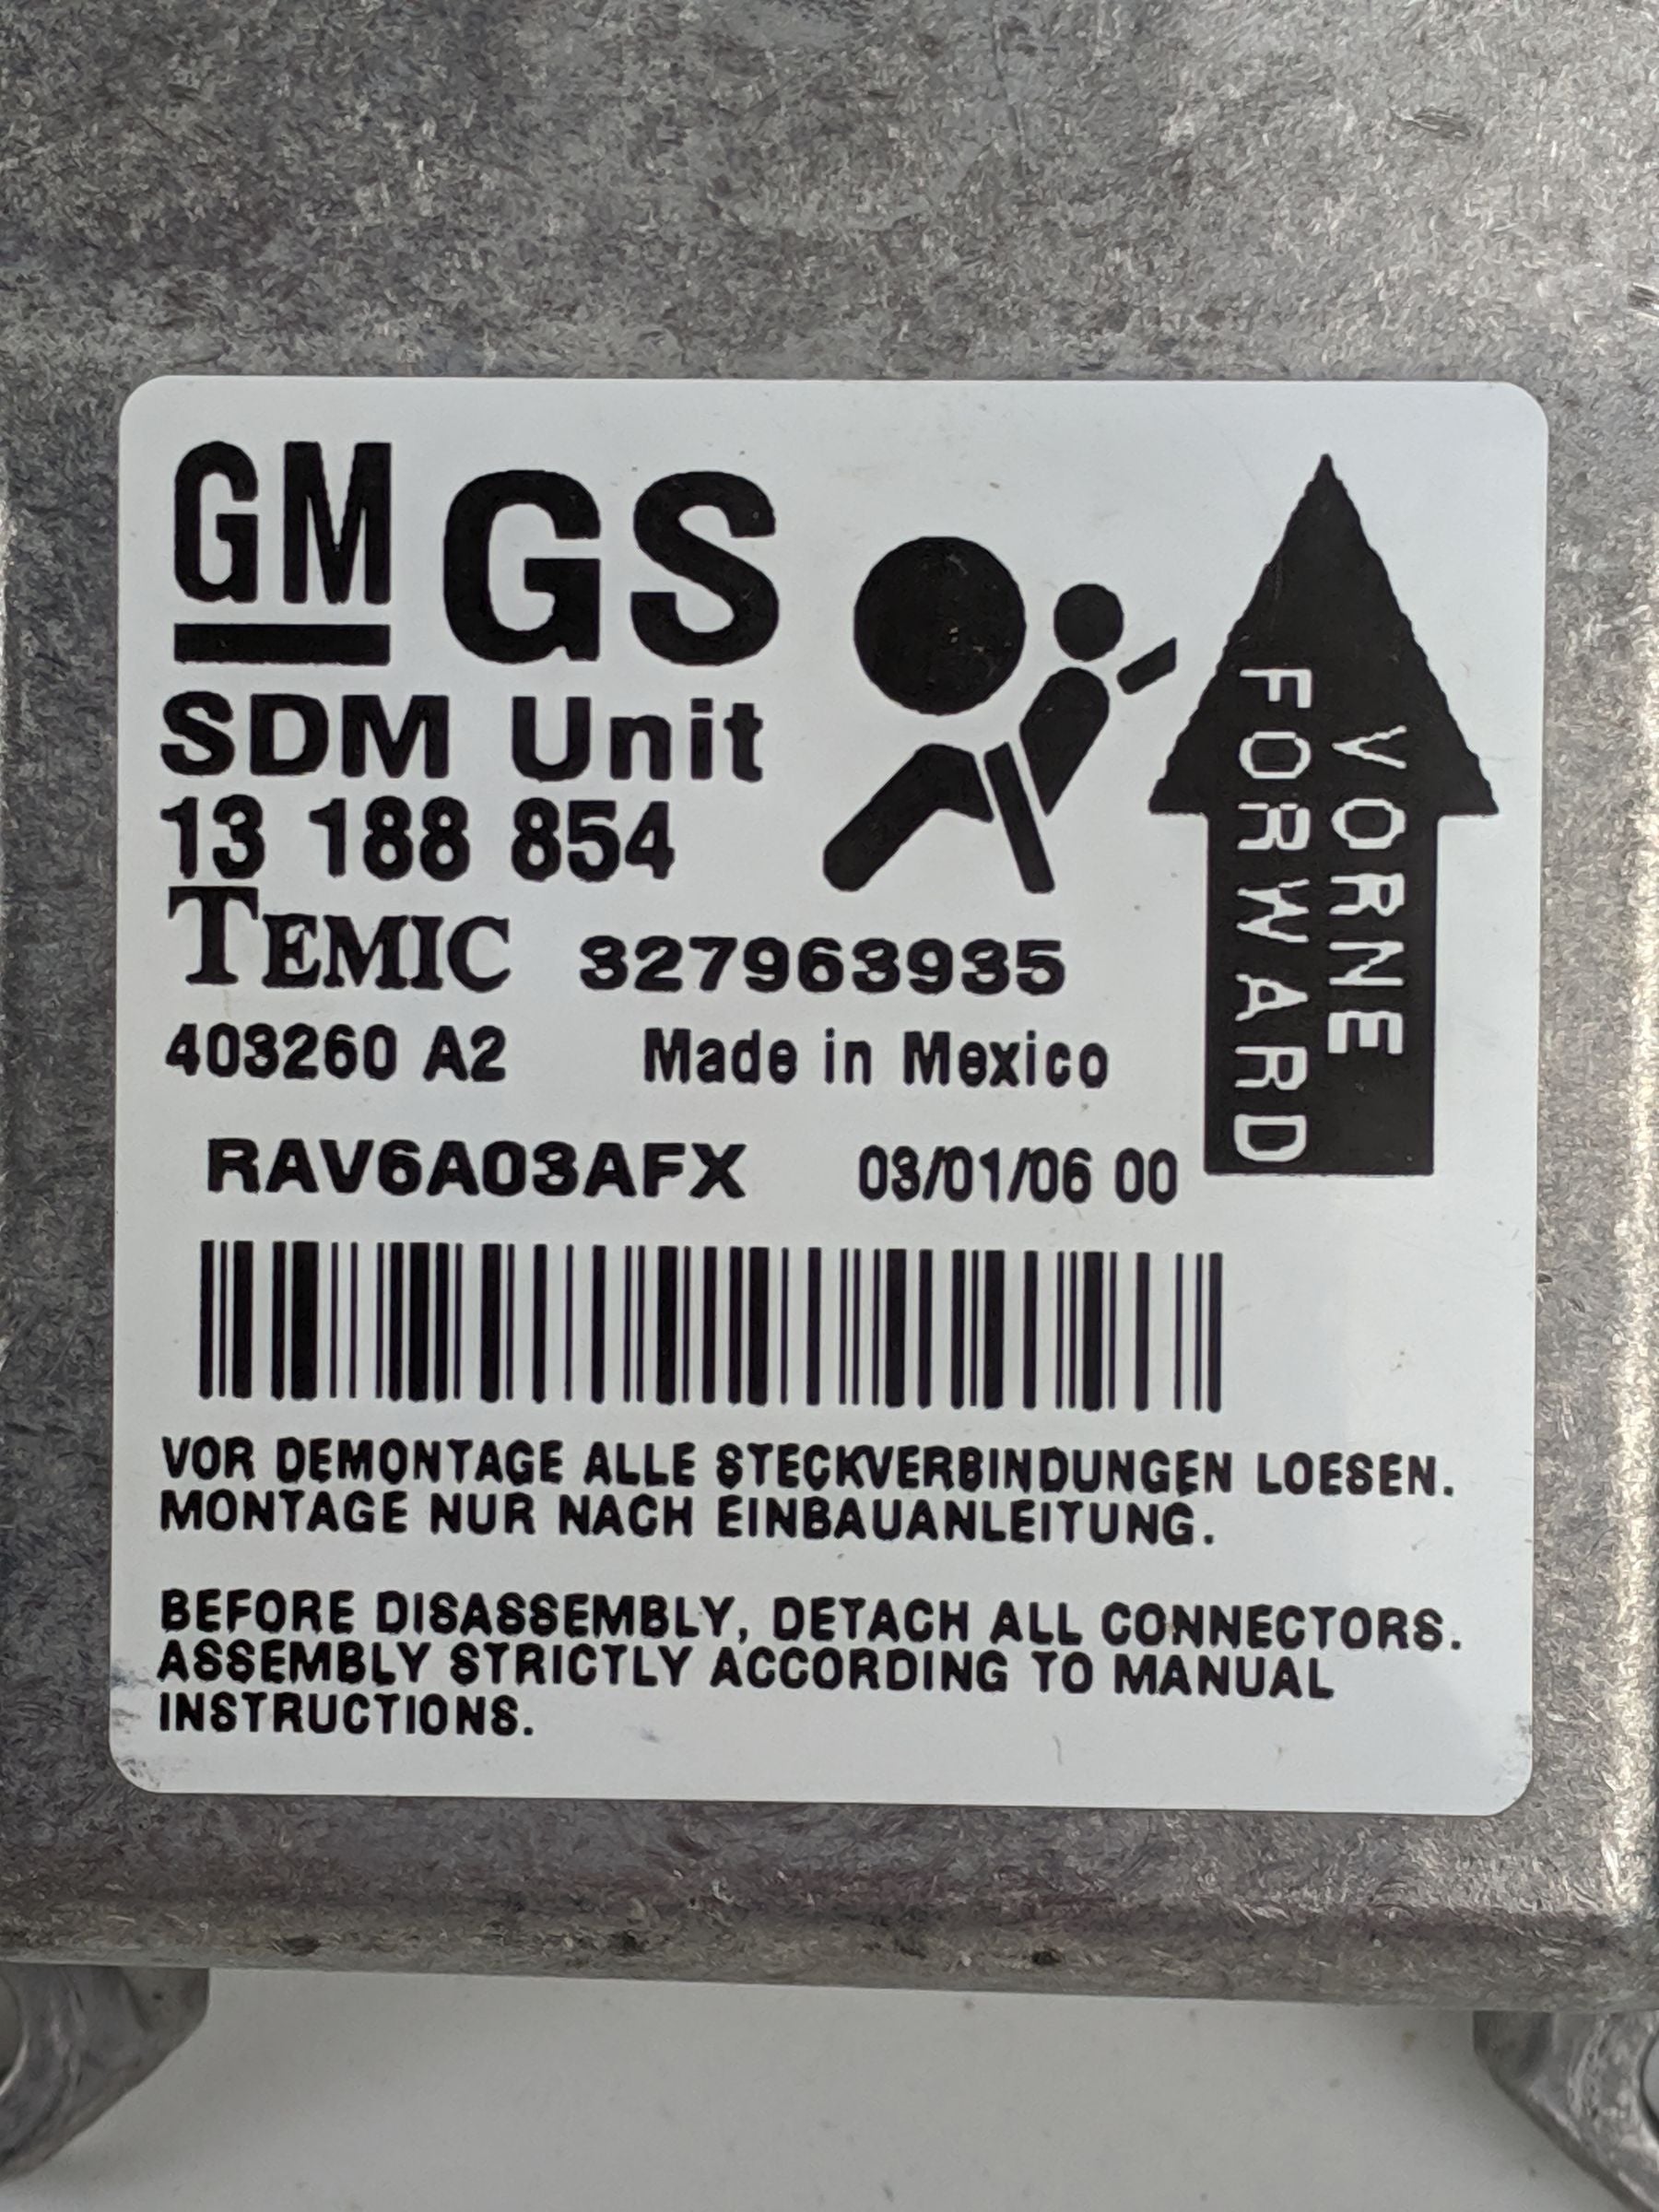 GM GS
SDM Unit
13 188 854
TEMIC 327963935
403260 A2 Made in Mexico
RAV6A03AFX 03/01/06 00
VORNE
FORWARD
VOR DEMONTAGE ALLE STECKVERBINDUNGEN LOESEN.
MONTAGE NUR NACH EINBAUANLEITUNG.
BEFORE DISASSEMBLY, DETACH ALL CONNECTORS.
ASSEMBLY STRICTLY ACCORDING TO MANUAL
INSTRUCTIONS.